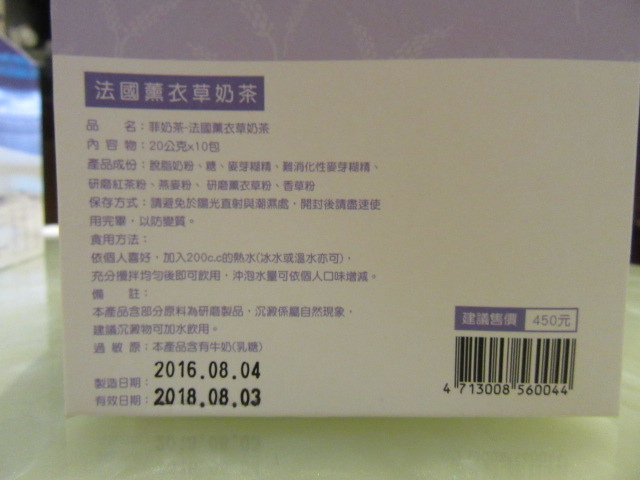 法國薰衣草奶茶
品　　名：菲奶茶-法國薰衣草奶茶
內 容 物：20公克x10包
產品成份：脫脂奶粉、糖、麥芽糊精、難消化性麥芽糊精、
研磨紅茶粉、燕麥粉、研磨薰衣草粉、香草粉
保存方式：請避免於陽光直射與潮濕處，開封後請盡速使
用完畢，以防變質。
食用方法：
依個人喜好，加入200c.c的熱水(冰水或溫水亦可)，
充分攪拌均勻後即可飲用，沖泡水量可依個人口味增減。
備　　註：
本產品含部分原料為研磨製品，沉澱係屬自然現象，
建議沉澱物可加水飲用。
過 敏 原：本產品含有牛奶(乳糖)
製造日期：2016.08.04
有效日期：2018.08.03
建議售價 450元
4 713008 560044